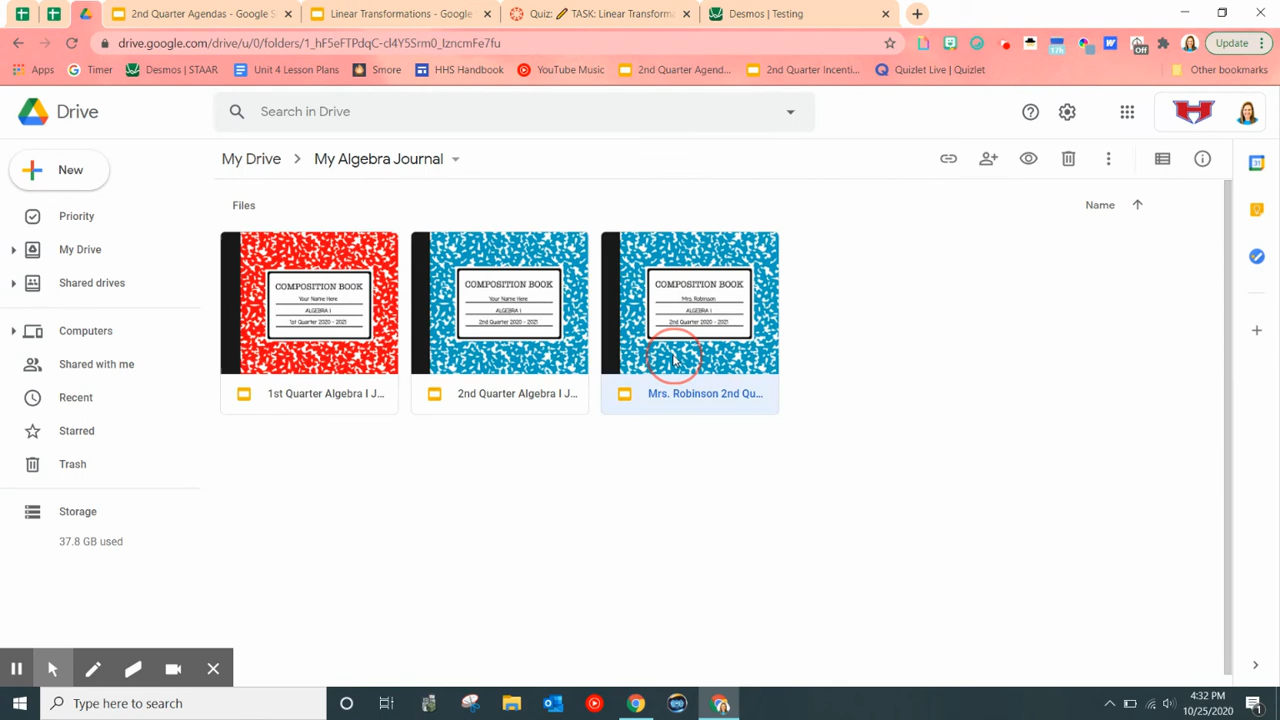 2nd Quarter Agendas - Google S
Linear Transformations - Google
Quiz: TASK: Linear Transforma
Desmos | Testing
drive.google.com/drive/u/0/folders/1_hF5eFTPdqC-cl4Y5Srm0_IzncmFe7fu
17h
Off
Update
Apps
Timer
Desmos | STAAR
Unit 4 Lesson Plans
Smore
HHS Handbook
YouTube Music
2nd Quarter Agend...
2nd Quarter Incenti...
Quizlet Live | Quizlet
Other bookmarks
Drive
Search in Drive
New
My Drive
My Algebra Journal
Files
Name
Priority
My Drive
Shared drives
Computers
Shared with me
Recent
Starred
Trash
Storage
37.8 GB used
COMPOSITION BOOK
Your Name Here
ALGEBRA I
1st Quarter 2020 - 2021
1st Quarter Algebra I J...
COMPOSITION BOOK
Your Name Here
ALGEBRA I
2nd Quarter 2020 - 2021
2nd Quarter Algebra I J...
COMPOSITION BOOK
Mrs. Robinson
ALGEBRA I
2nd Quarter 2020 - 2021
Mrs. Robinson 2nd Qu...
31
Type here to search
4:32 PM
10/25/2020
1